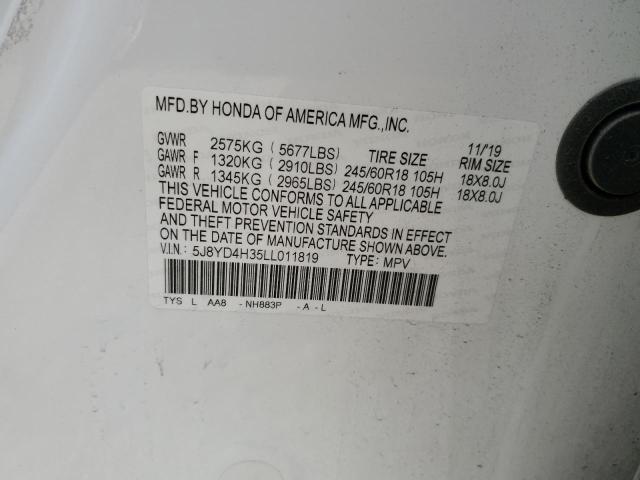 MFD.BY HONDA OF AMERICA MFG.,INC.
11/19
GVWR 2575KG (5677LBS) TIRE SIZE RIM SIZE
GAWR F 1320KG (2910LBS) 245/60R18 105H 18X8.0J
GAWR R 1345KG (2965LBS) 245/60R18 105H 18X8.0J
THIS VEHICLE CONFORMS TO ALL APPLICABLE
FEDERAL MOTOR VEHICLE SAFETY
AND THEFT PREVENTION STANDARDS IN EFFECT
ON THE DATE OF MANUFACTURE SHOWN ABOVE.
V.I.N.: 5J8YD4H35LL011819 TYPE: MPV
TYS L AA8 -NH883P -A-L